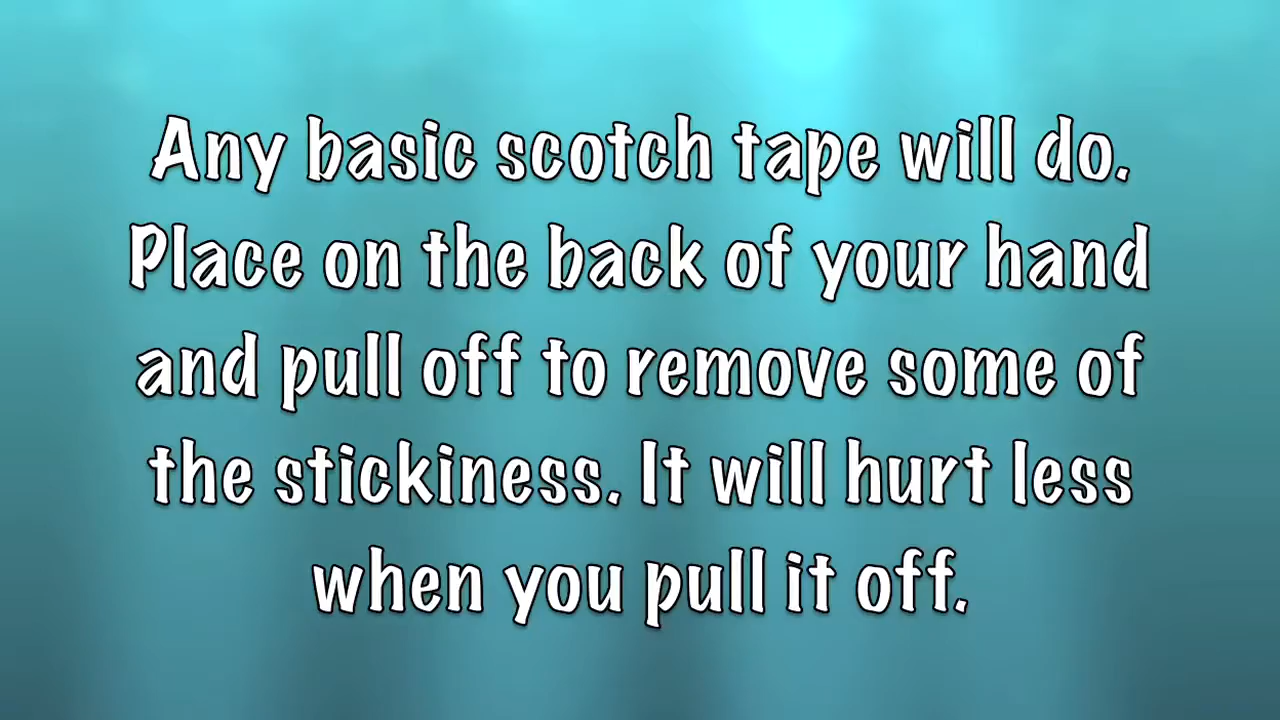 Any basic scotch tape will do.
Place on the back of your hand
and pull off to remove some of
the stickiness. It will hurt less
when you pull it off.